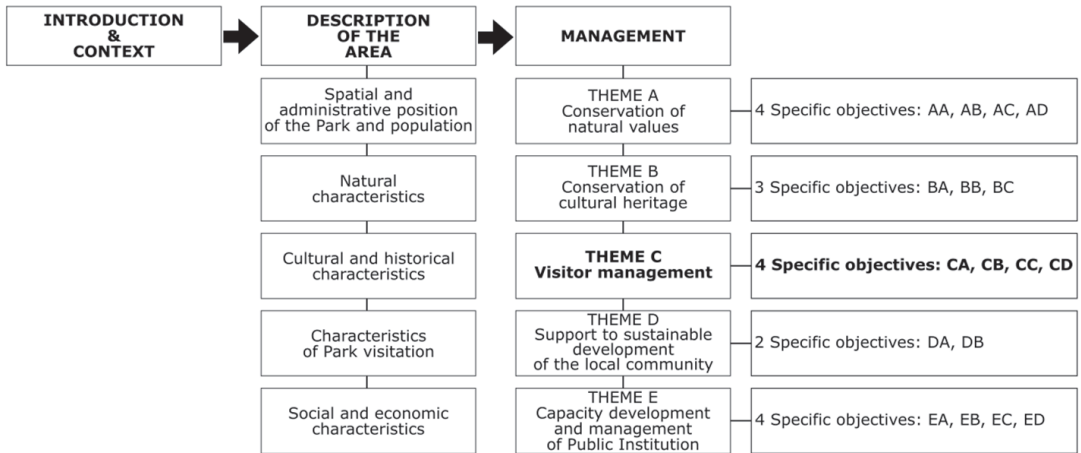 INTRODUCTION
&
CONTEXT
DESCRIPTION
OF THE
AREA
MANAGEMENT
Spatial and
administrative position
of the Park and population
Natural
characteristics
Cultural and historical
characteristics
Characteristics
of Park visitation
Social and economic
characteristics
THEME A
Conservation of
natural values
4 Specific objectives: AA, AB, AC, AD
THEME B
Conservation of
cultural heritage
3 Specific objectives: BA, BB, BC
THEME C
Visitor management
4 Specific objectives: CA, CB, CC, CD
THEME D
Support to sustainable
development
of the local community
2 Specific objectives: DA, DB
THEME E
Capacity development
and management
of Public Institution
4 Specific objectives: EA, EB, EC, ED